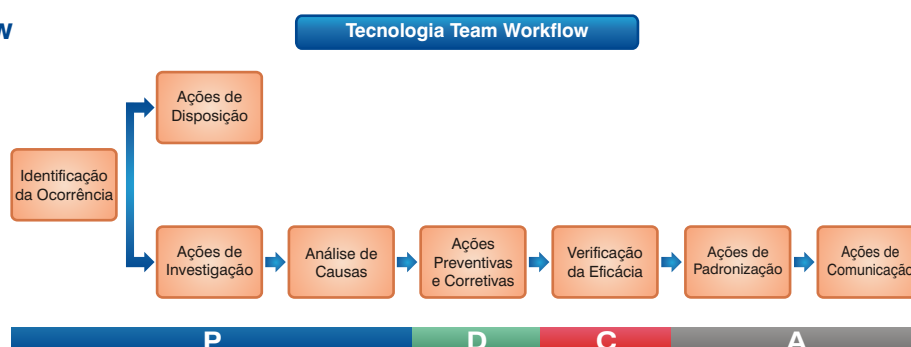 w
Tecnologia Team Workflow
Ações de
Disposição
Identificação
da Ocorrência
Ações de
Investigação
Análise de
Causas
Ações
Preventivas
e Corretivas
Verificação
da Eficácia
Ações de
Padronização
Ações de
Comunicação
P
D
C
A